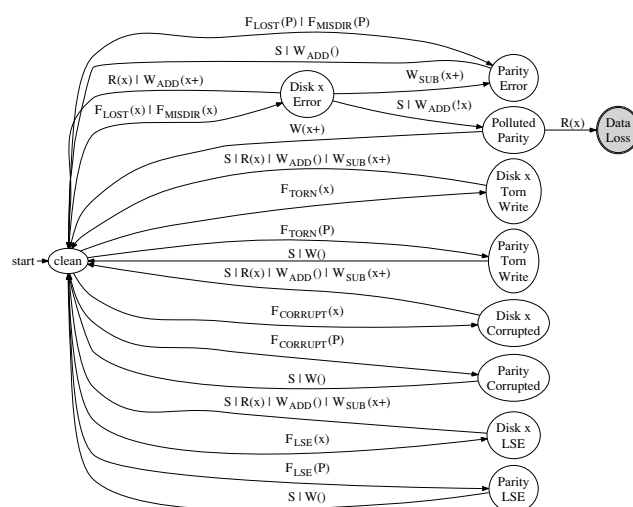 F_LOST(P) | F_MISDIR(P)
S | W_ADD()
R(x) | W_ADD(x+)
W_SUB(x+)
Parity
Error
Disk x
Error
F_LOST(x) | F_MISDIR(x)
S | W_ADD(!x)
W(x+)
Polluted
Parity
R(x)
Data
Loss
S | R(x) | W_ADD() | W_SUB(x+)
Disk x
Torn
Write
F_TORN(x)
F_TORN(P)
S | W()
Parity
Torn
Write
start
clean
S | R(x) | W_ADD() | W_SUB(x+)
F_CORRUPT(x)
Disk x
Corrupted
F_CORRUPT(P)
Parity
Corrupted
S | W()
S | R(x) | W_ADD() | W_SUB(x+)
Disk x
LSE
F_LSE(x)
F_LSE(P)
Parity
LSE
S | W()